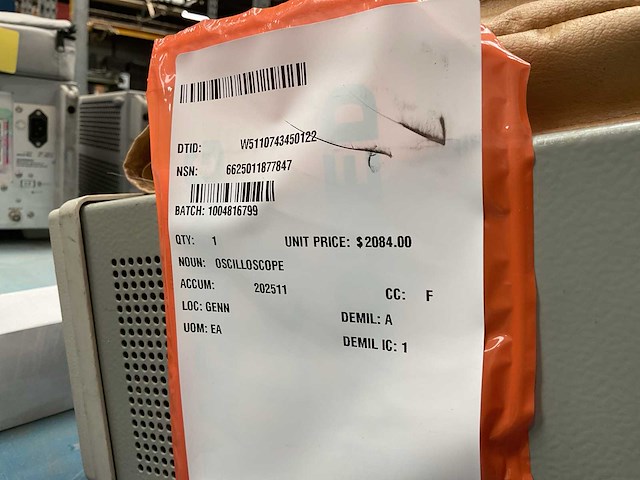 DTID: W5110743450122
NSN: 6625011877847
BATCH: 1004816799
QTY: 1 UNIT PRICE: $2084.00
NOUN: OSCILLOSCOPE
ACCUM: 202511
CC: F
LOC: GENN
DEMIL: A
UOM: EA
DEMIL IC: 1